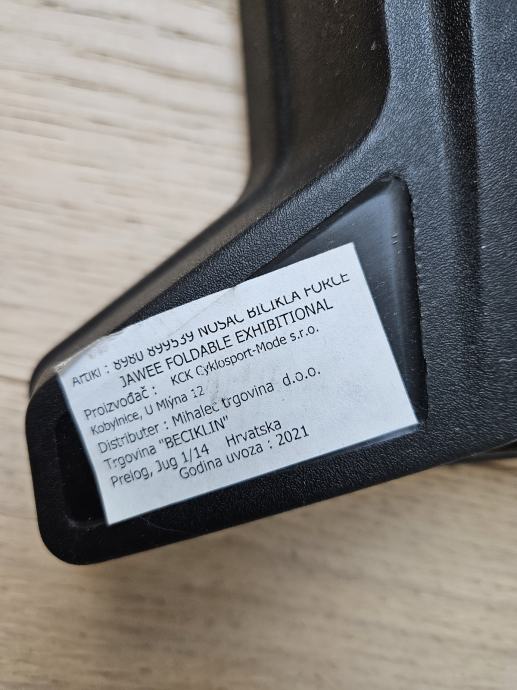 Artikl : 8980 899539 NOSAČ BICIKLA FORCE
JAWEE FOLDABLE EXHIBITIONAL
Proizvođač : KCK Cyklosport-Mode s.r.o.
Kobylnice, U Mlýna 12
Distributer : Mihalec trgovina d.o.o.
Trgovina "BECIKLIN"
Prelog, Jug 1/14 Hrvatska
Godina uvoza : 2021